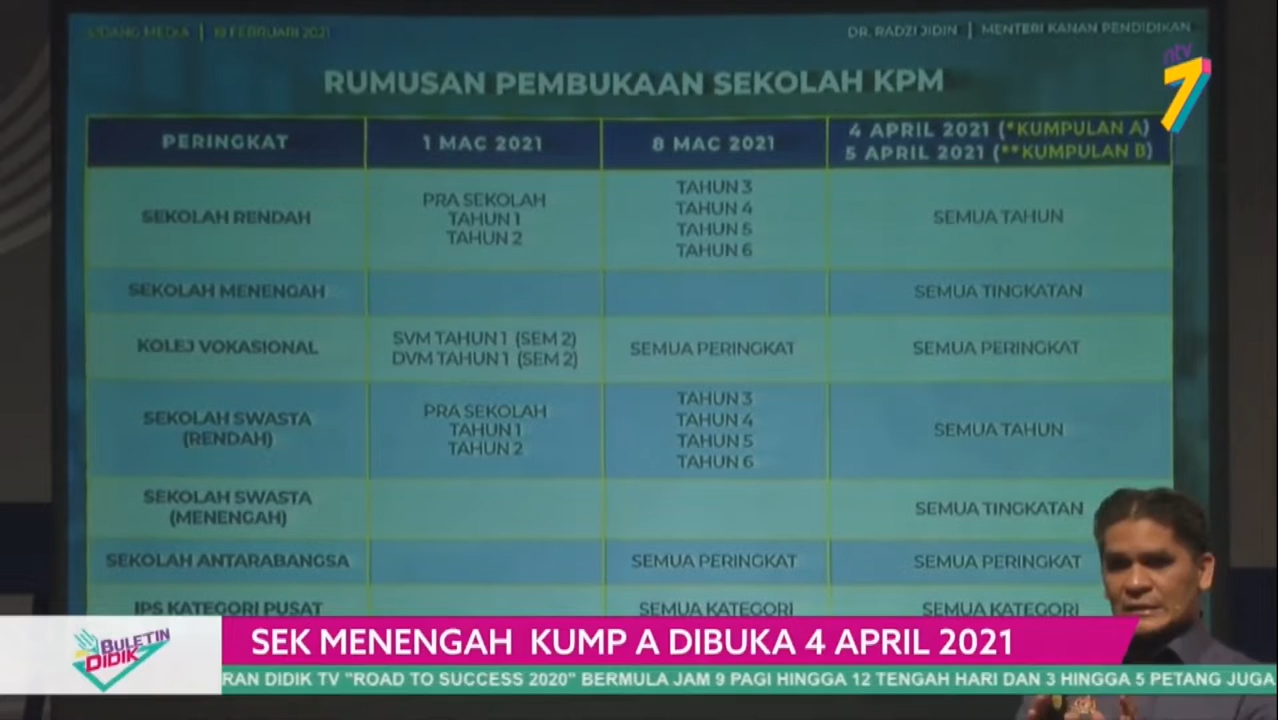 SIDANG MEDIA | 19 FEBRUARI 2021
DR. RADZI JIDIN | MENTERI KANAN PENDIDIKAN
ntv
7
RUMUSAN PEMBUKAAN SEKOLAH KPM
PERINGKAT
1 MAC 2021
8 MAC 2021
4 APRIL 2021 (*KUMPULAN A)
5 APRIL 2021 (**KUMPULAN B)
SEKOLAH RENDAH
PRA SEKOLAH
TAHUN 1
TAHUN 2
TAHUN 3
TAHUN 4
TAHUN 5
TAHUN 6
SEMUA TAHUN
SEKOLAH MENENGAH
SEMUA TINGKATAN
KOLEJ VOKASIONAL
SVM TAHUN 1 (SEM 2)
DVM TAHUN 1 (SEM 2)
SEMUA PERINGKAT
SEMUA PERINGKAT
SEKOLAH SWASTA
(RENDAH)
PRA SEKOLAH
TAHUN 1
TAHUN 2
TAHUN 3
TAHUN 4
TAHUN 5
TAHUN 6
SEMUA TAHUN
SEKOLAH SWASTA
(MENENGAH)
SEMUA TINGKATAN
SEKOLAH ANTARABANGSA
SEMUA PERINGKAT
SEMUA PERINGKAT
IPS KATEGORI PUSAT
SEMUA KATEGORI
SEMUA KATEGORI
BULETIN
DIDIK
SEK MENENGAH KUMP A DIBUKA 4 APRIL 2021
RAN DIDIK TV "ROAD TO SUCCESS 2020" BERMULA JAM 9 PAGI HINGGA 12 TENGAH HARI DAN 3 HINGGA 5 PETANG JUGA